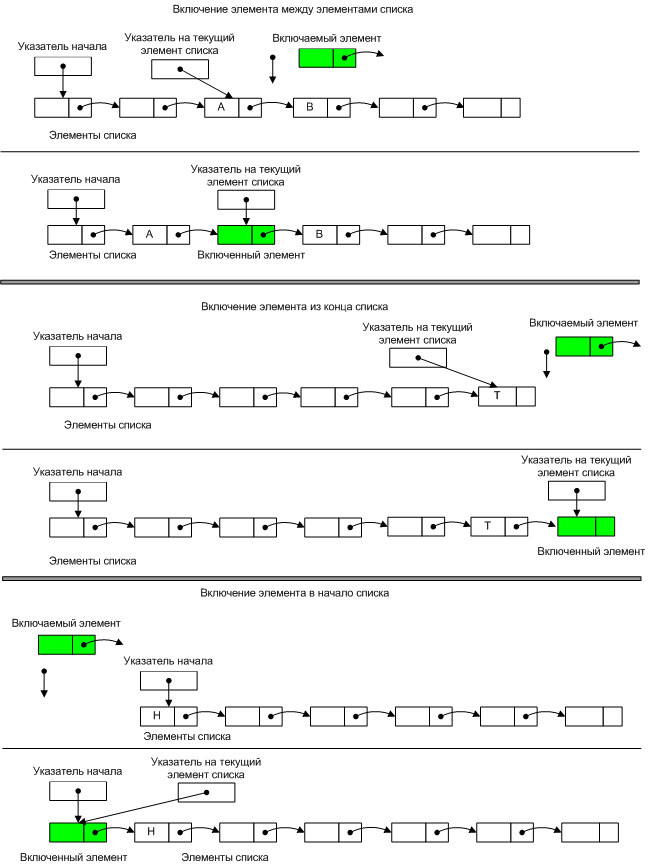 Включение элемента между элементами списка
Указатель начала
Указатель на текущий
элемент списка
Включаемый элемент
А
В
Элементы списка
Указатель начала
Указатель на текущий
элемент списка
А
В
Элементы списка
Включенный элемент
Включение элемента из конца списка
Указатель начала
Указатель на текущий
элемент списка
Включаемый элемент
Т
Элементы списка
Указатель начала
Указатель на текущий
элемент списка
Т
Элементы списка
Включенный элемент
Включение элемента в начало списка
Включаемый элемент
Указатель начала
Н
Элементы списка
Указатель начала
Указатель на текущий
элемент списка
Н
Включенный элемент
Элементы списка